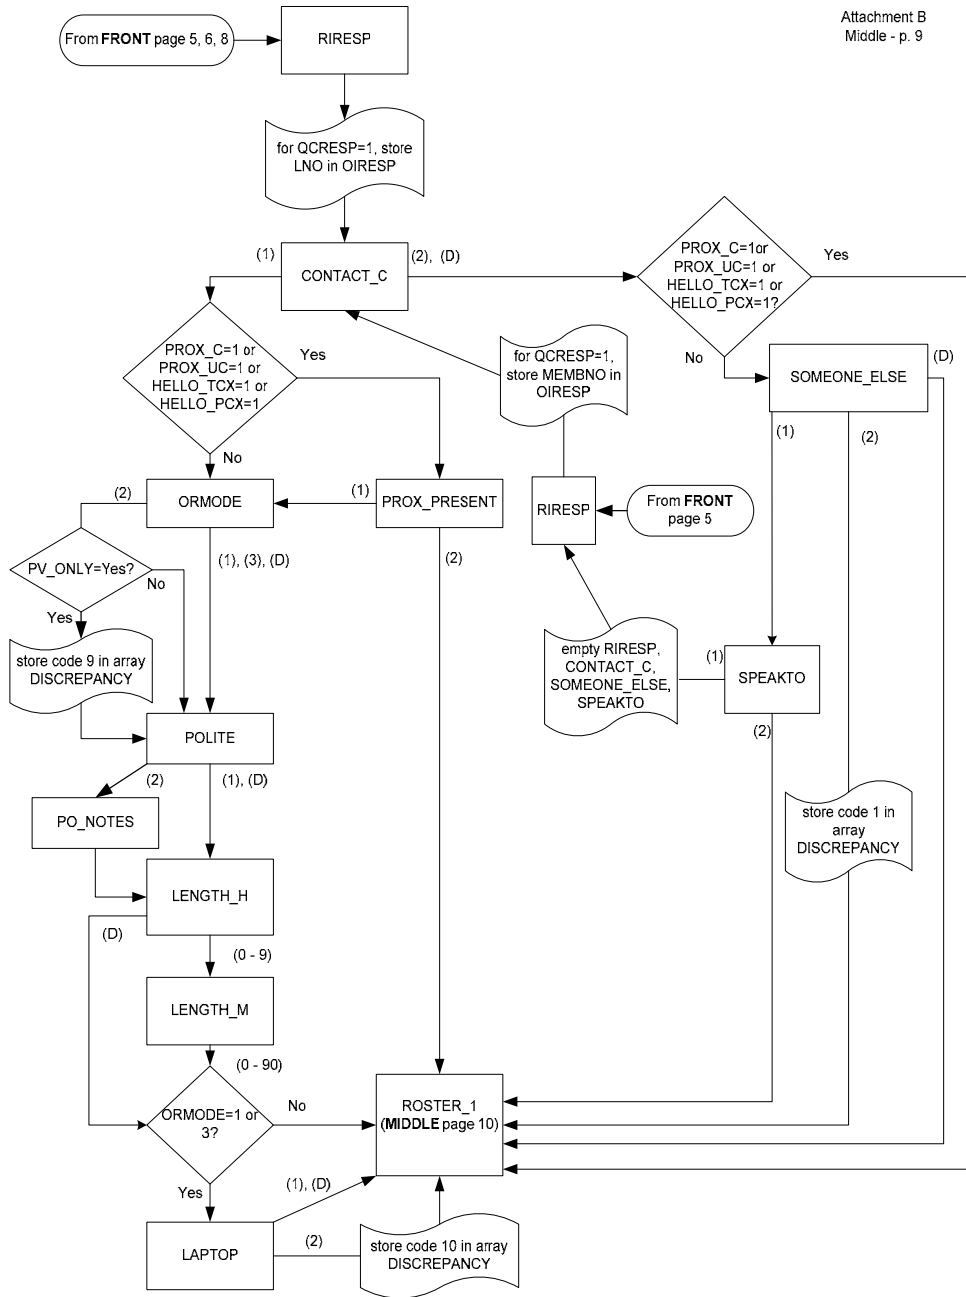 Attachment B
Middle - p. 9
From FRONT page 5, 6, 8
RIRESP
for QCRESP=1, store
LNO in OIRESP
(1)
CONTACT_C
(2), (D)
PROX_C=1or
PROX_UC=1 or
HELLO_TCX=1 or
HELLO_PCX=1?
Yes
No
PROX_C=1 or
PROX_UC=1 or
HELLO_TCX=1 or
HELLO_PCX=1
Yes
No
for QCRESP=1,
store MEMBNO in
OIRESP
SOMEONE_ELSE
(D)
(1)
(2)
(2)
ORMODE
(1)
PROX_PRESENT
RIRESP
From FRONT
page 5
(1), (3), (D)
(2)
PV_ONLY=Yes?
No
Yes
store code 9 in array
DISCREPANCY
empty RIRESP,
CONTACT_C,
SOMEONE_ELSE,
SPEAKTO
(1)
SPEAKTO
(2)
POLITE
(2)
(1), (D)
PO_NOTES
store code 1 in
array
DISCREPANCY
LENGTH_H
(D)
(0 - 9)
LENGTH_M
(0 - 90)
ORMODE=1 or
3?
No
Yes
ROSTER_1
(MIDDLE page 10)
(1), (D)
LAPTOP
(2)
store code 10 in array
DISCREPANCY